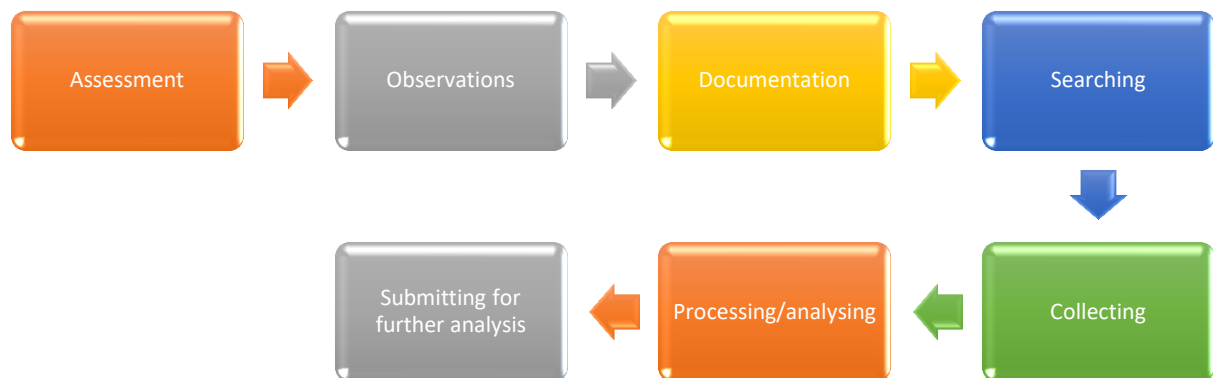 Assessment
Observations
Documentation
Searching
Collecting
Processing/analysing
Submitting for
further analysis